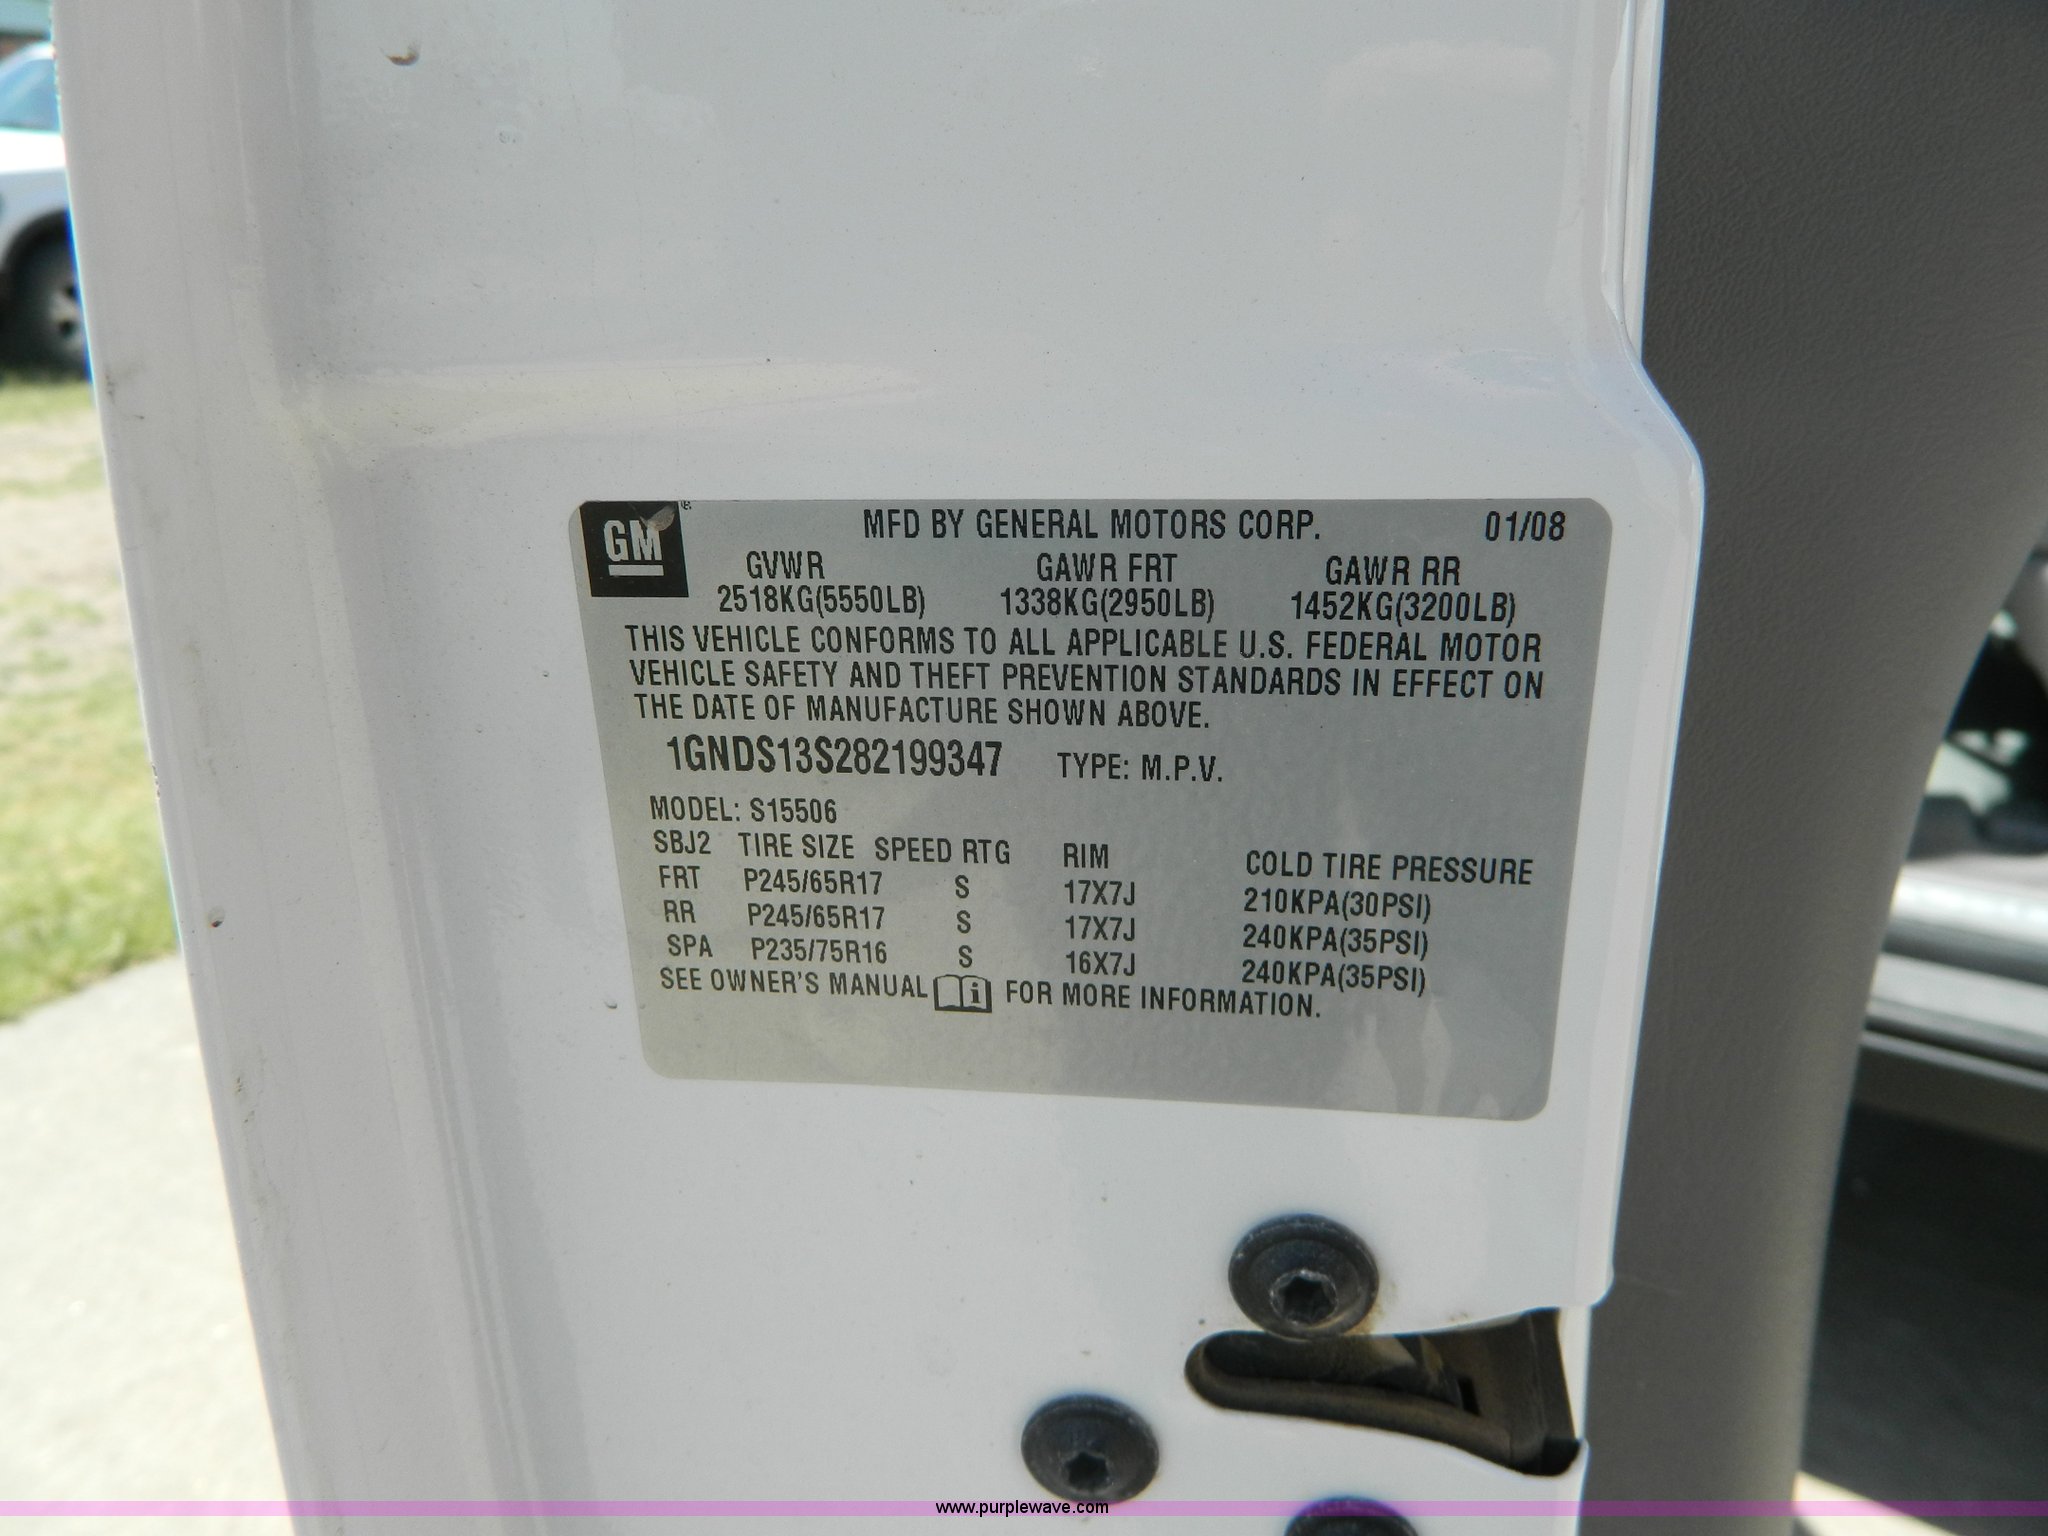 GM ®
MFD BY GENERAL MOTORS CORP. 01/08
GVWR GAWR FRT GAWR RR
2518KG(5550LB) 1338KG(2950LB) 1452KG(3200LB)
THIS VEHICLE CONFORMS TO ALL APPLICABLE U.S. FEDERAL MOTOR
VEHICLE SAFETY AND THEFT PREVENTION STANDARDS IN EFFECT ON
THE DATE OF MANUFACTURE SHOWN ABOVE.
1GNDS13S282199347 TYPE: M.P.V.
MODEL: S15506
SBJ2 TIRE SIZE SPEED RTG RIM COLD TIRE PRESSURE
FRT P245/65R17 S 17X7J 210KPA(30PSI)
RR P245/65R17 S 17X7J 240KPA(35PSI)
SPA P235/75R16 S 16X7J 240KPA(35PSI)
SEE OWNER'S MANUAL i FOR MORE INFORMATION.
www.purplewave.com